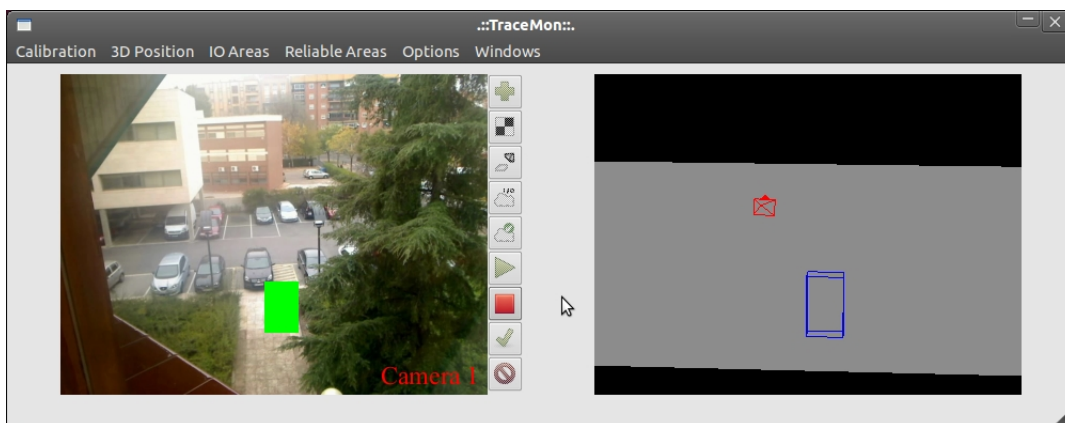 .::TraceMon::.
Calibration 3D Position IO Areas Reliable Areas Options Windows
I/O
Camera 1